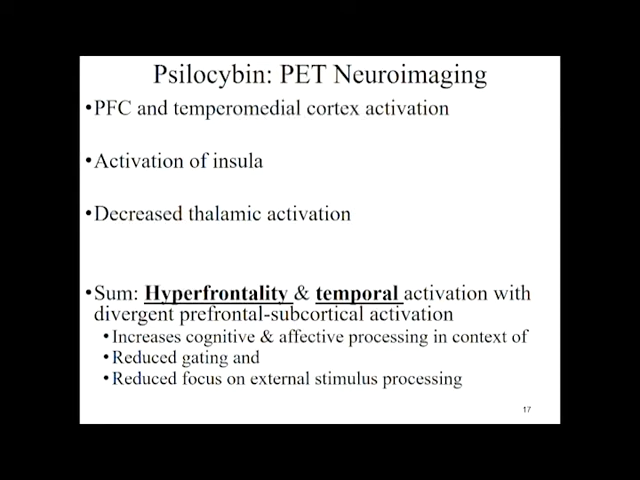 Psilocybin: PET Neuroimaging
•PFC and temperomedial cortex activation
•Activation of insula
•Decreased thalamic activation
•Sum: Hyperfrontality & temporal activation with
divergent prefrontal-subcortical activation
•Increases cognitive & affective processing in context of
•Reduced gating and
•Reduced focus on external stimulus processing
17